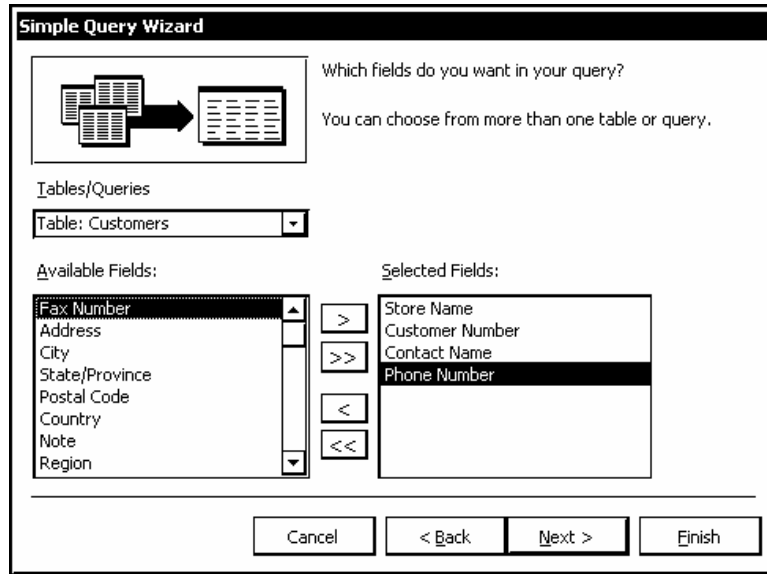 Simple Query Wizard
Which fields do you want in your query?
You can choose from more than one table or query.
Tables/Queries
Table: Customers
Available Fields:
Fax Number
Address
City
State/Province
Postal Code
Country
Note
Region
>
>>
<
<<
Selected Fields:
Store Name
Customer Number
Contact Name
Phone Number
Cancel
< Back
Next >
Finish